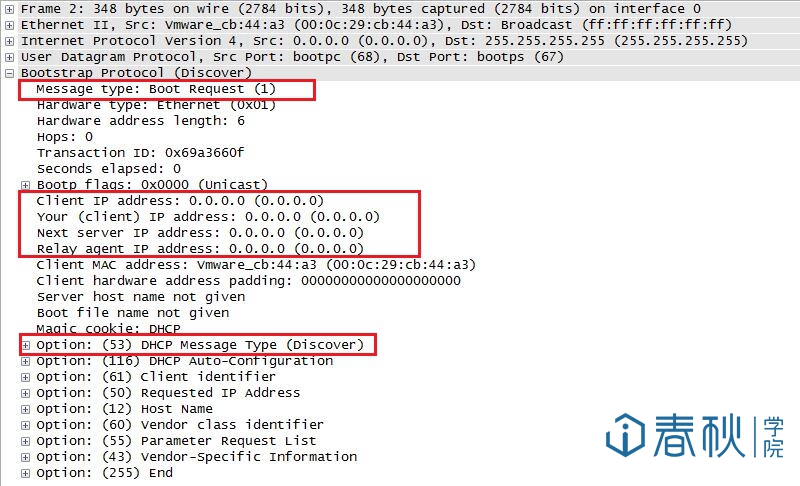 Frame 2: 348 bytes on wire (2784 bits), 348 bytes captured (2784 bits) on interface 0
Ethernet II, Src: Vmware_cb:44:a3 (00:0c:29:cb:44:a3), Dst: Broadcast (ff:ff:ff:ff:ff:ff)
Internet Protocol Version 4, Src: 0.0.0.0 (0.0.0.0), Dst: 255.255.255.255 (255.255.255.255)
User Datagram Protocol, Src Port: bootpc (68), Dst Port: bootps (67)
Bootstrap Protocol (Discover)
Message type: Boot Request (1)
Hardware type: Ethernet (0x01)
Hardware address length: 6
Hops: 0
Transaction ID: 0x69a3660f
Seconds elapsed: 0
Bootp flags: 0x0000 (Unicast)
Client IP address: 0.0.0.0 (0.0.0.0)
Your (client) IP address: 0.0.0.0 (0.0.0.0)
Next server IP address: 0.0.0.0 (0.0.0.0)
Relay agent IP address: 0.0.0.0 (0.0.0.0)
Client MAC address: Vmware_cb:44:a3 (00:0c:29:cb:44:a3)
Client hardware address padding: 00000000000000000000
Server host name not given
Boot file name not given
Magic cookie: DHCP
Option: (53) DHCP Message Type (Discover)
Option: (116) DHCP Auto-Configuration
Option: (61) Client identifier
Option: (50) Requested IP Address
Option: (12) Host Name
Option: (60) Vendor class identifier
Option: (55) Parameter Request List
Option: (43) Vendor-Specific Information
Option: (255) End
春秋学院